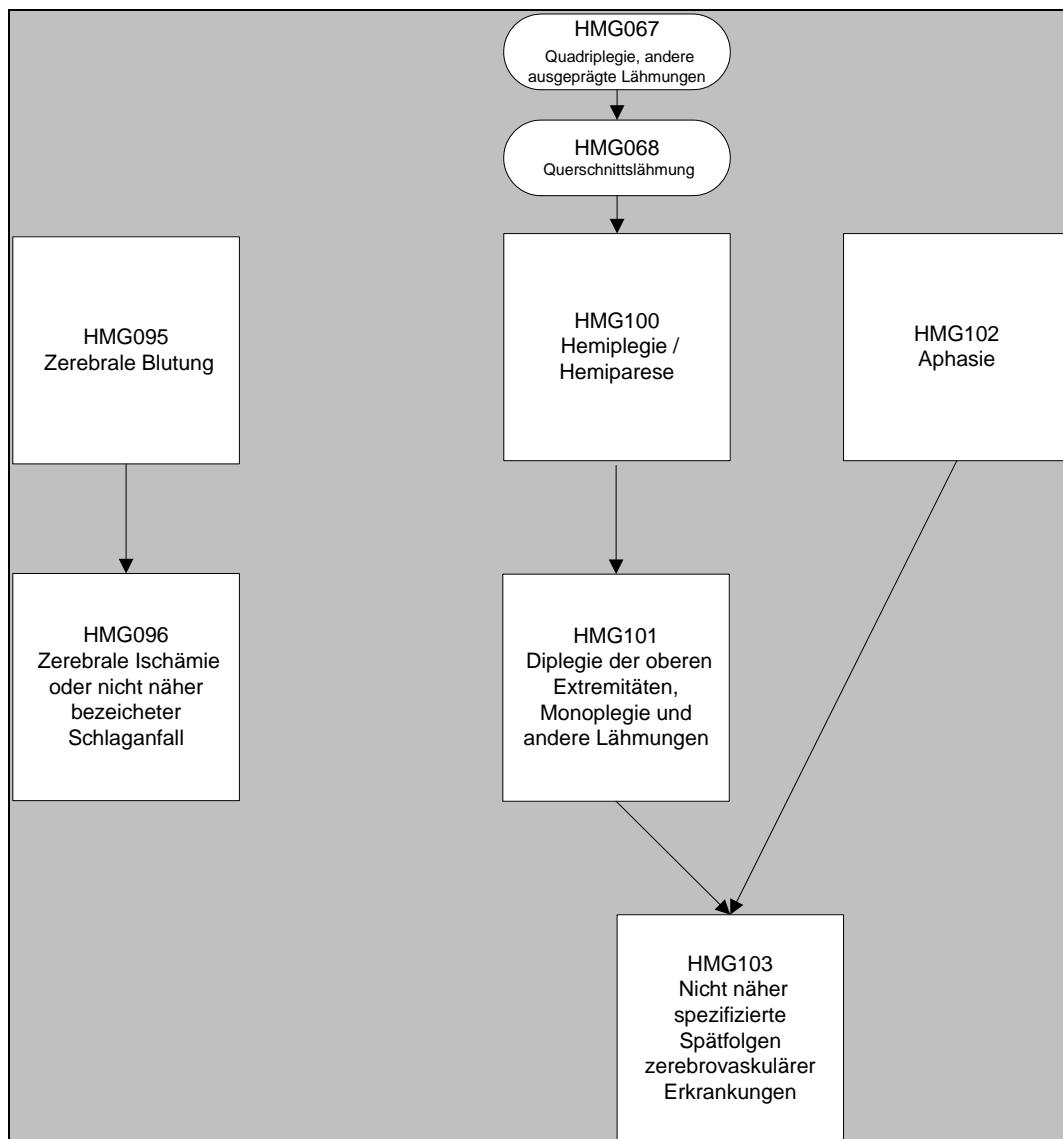 HMG067
Quadriplegie, andere
ausgeprägte Lähmungen
HMG068
Querschnittslähmung
HMG095
Zerebrale Blutung
HMG100
Hemiplegie /
Hemiparese
HMG102
Aphasie
HMG096
Zerebrale Ischämie
oder nicht näher
bezeicheter
Schlaganfall
HMG101
Diplegie der oberen
Extremitäten,
Monoplegie und
andere Lähmungen
HMG103
Nicht näher
spezifizierte
Spätfolgen
zerebrovaskulärer
Erkrankungen